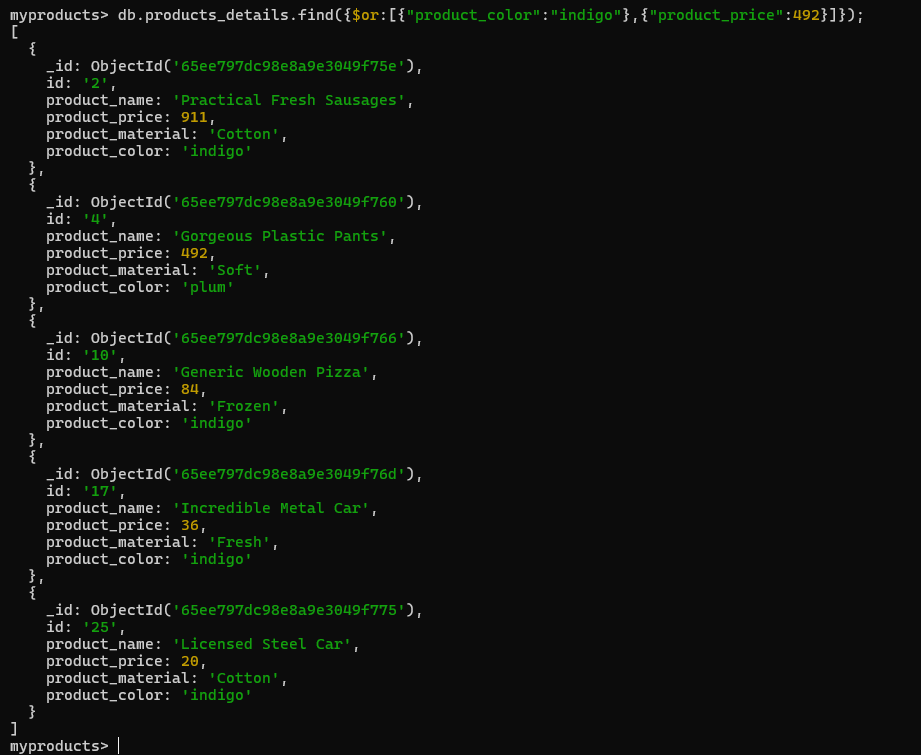 myproducts> db.products_details.find({$or:[{"product_color":"indigo"},{"product_price":492}]});
[
  {
    _id: ObjectId('65ee797dc98e8a9e3049f75e'),
    id: '2',
    product_name: 'Practical Fresh Sausages',
    product_price: 911,
    product_material: 'Cotton',
    product_color: 'indigo'
  },
  {
    _id: ObjectId('65ee797dc98e8a9e3049f760'),
    id: '4',
    product_name: 'Gorgeous Plastic Pants',
    product_price: 492,
    product_material: 'Soft',
    product_color: 'plum'
  },
  {
    _id: ObjectId('65ee797dc98e8a9e3049f766'),
    id: '10',
    product_name: 'Generic Wooden Pizza',
    product_price: 84,
    product_material: 'Frozen',
    product_color: 'indigo'
  },
  {
    _id: ObjectId('65ee797dc98e8a9e3049f76d'),
    id: '17',
    product_name: 'Incredible Metal Car',
    product_price: 36,
    product_material: 'Fresh',
    product_color: 'indigo'
  },
  {
    _id: ObjectId('65ee797dc98e8a9e3049f775'),
    id: '25',
    product_name: 'Licensed Steel Car',
    product_price: 20,
    product_material: 'Cotton',
    product_color: 'indigo'
  }
]
myproducts>